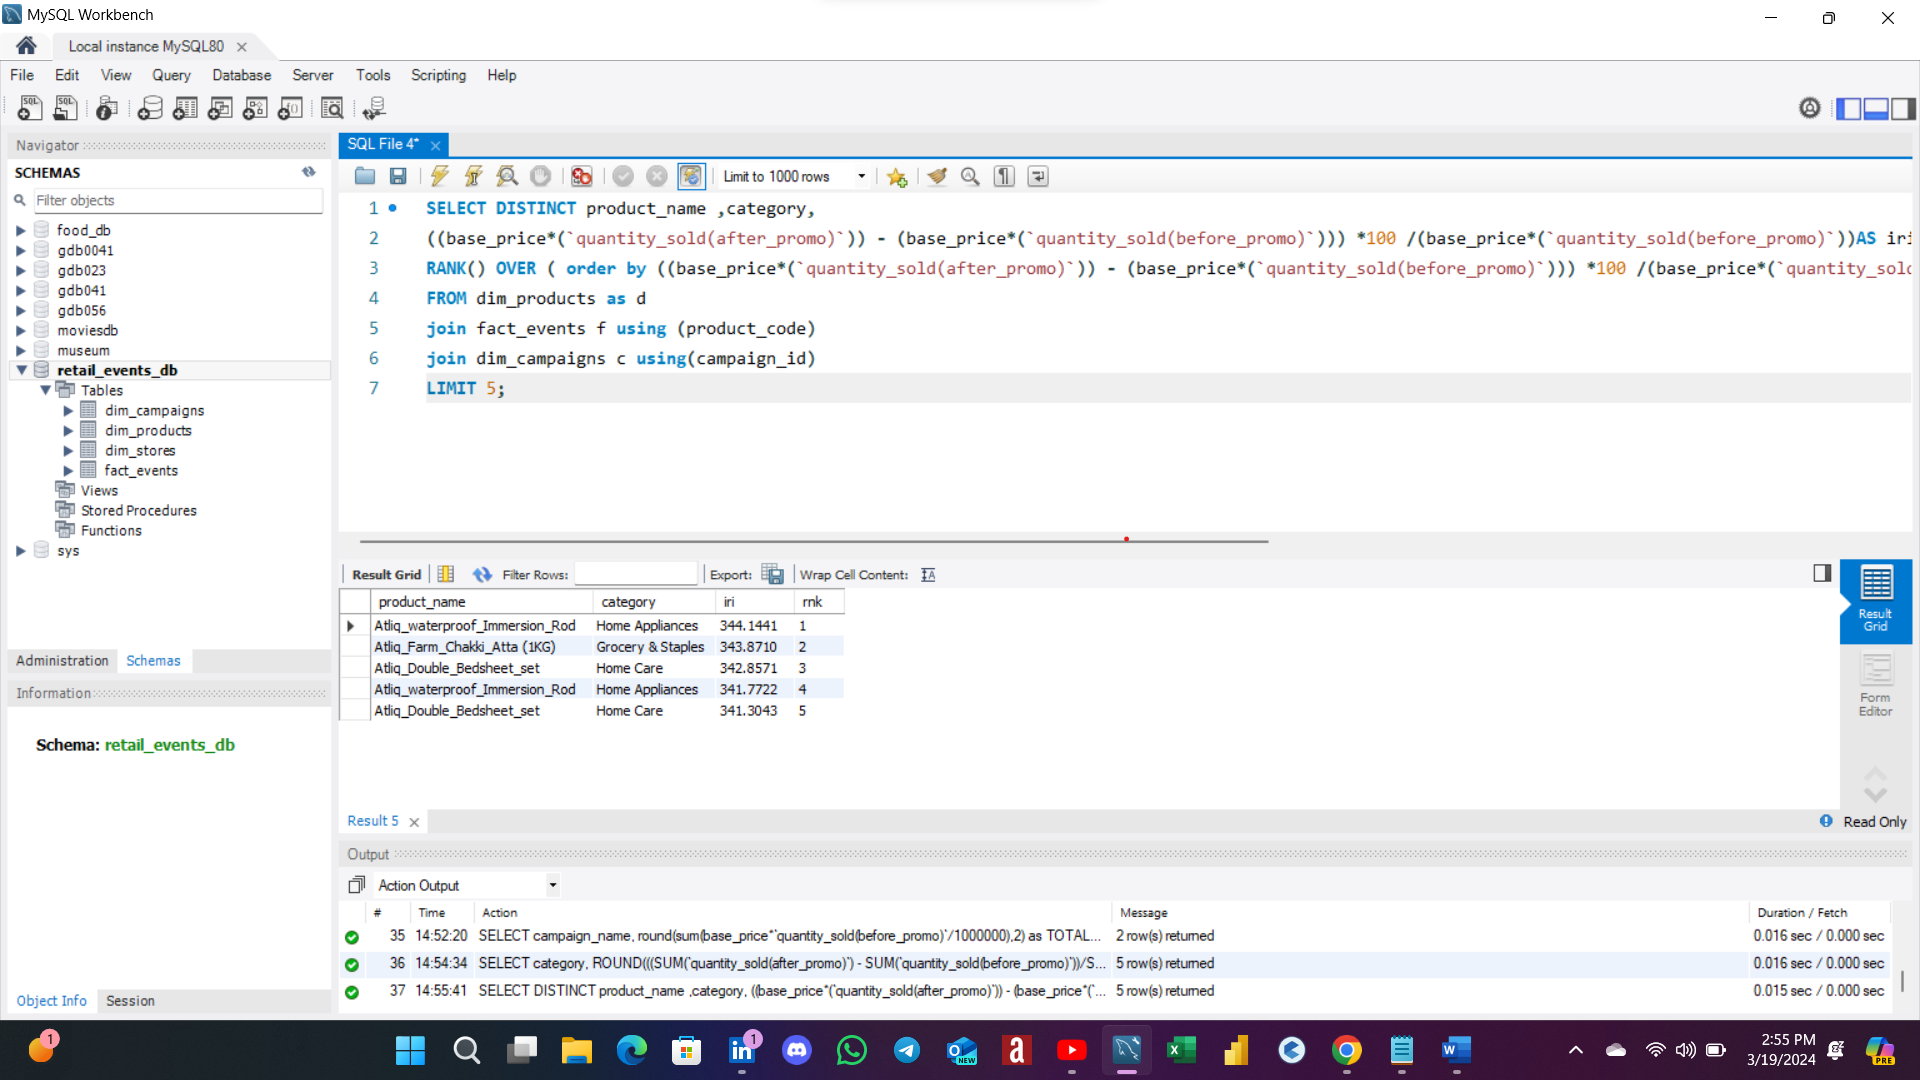 MySQL Workbench
Local instance MySQL80
File Edit View Query Database Server Tools Scripting Help
Navigator
SCHEMAS
Filter objects
food_db
gdb0041
gdb023
gdb041
gdb056
moviesdb
museum
retail_events_db
Tables
dim_campaigns
dim_products
dim_stores
fact_events
Views
Stored Procedures
Functions
sys
Administration Schemas
Information
Schema: retail_events_db
Object Info Session
SQL File 4*
Limit to 1000 rows
1 SELECT DISTINCT product_name ,category,
2 ((base_price*(`quantity_sold(after_promo)`)) - (base_price*(`quantity_sold(before_promo)`))) *100 /(base_price*(`quantity_sold(before_promo)`))AS iri
3 RANK() OVER ( order by ((base_price*(`quantity_sold(after_promo)`)) - (base_price*(`quantity_sold(before_promo)`))) *100 /(base_price*(`quantity_sold
4 FROM dim_products as d
5 join fact_events f using (product_code)
6 join dim_campaigns c using(campaign_id)
7 LIMIT 5;
Result Grid Filter Rows: Export: Wrap Cell Content:
product_name category iri rnk
Atliq_waterproof_Immersion_Rod Home Appliances 344.1441 1
Atliq_Farm_Chakki_Atta (1KG) Grocery & Staples 343.8710 2
Atliq_Double_Bedsheet_set Home Care 342.8571 3
Atliq_waterproof_Immersion_Rod Home Appliances 341.7722 4
Atliq_Double_Bedsheet_set Home Care 341.3043 5
Result
Grid
Form
Editor
Result 5
Read Only
Output
Action Output
# Time Action Message Duration / Fetch
35 14:52:20 SELECT campaign_name, round(sum(base_price*`quantity_sold(before_promo)`/1000000),2) as TOTAL... 2 row(s) returned 0.016 sec / 0.000 sec
36 14:54:34 SELECT category, ROUND(((SUM(`quantity_sold(after_promo)`) - SUM(`quantity_sold(before_promo)`))/S... 5 row(s) returned 0.016 sec / 0.000 sec
37 14:55:41 SELECT DISTINCT product_name ,category, ((base_price*(`quantity_sold(after_promo)`)) - (base_price*(`... 5 row(s) returned 0.015 sec / 0.000 sec
2:55 PM
3/19/2024